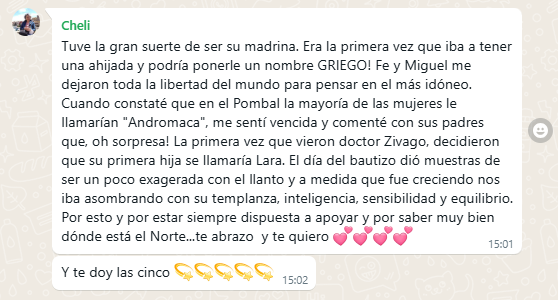 Cheli
Tuve la gran suerte de ser su madrina. Era la primera vez que iba a tener
una ahijada y podría ponerle un nombre GRIEGO! Fe y Miguel me
dejaron toda la libertad del mundo para pensar en el más idóneo.
Cuando constaté que en el Pombal la mayoría de las mujeres le
llamarían "Andromaca", me sentí vencida y comenté con sus padres
que, oh sorpresa! La primera vez que vieron doctor Zivago, decidieron
que su primera hija se llamaría Lara. El día del bautizo dió muestras de
ser un poco exagerada con el llanto y a medida que fue creciendo nos
iba asombrando con su templanza, inteligencia, sensibilidad y equilibrio.
Por esto y por estar siempre dispuesta a apoyar y por saber muy bien
dónde está el Norte...te abrazo  y te quiero 💕💕💕💕
15:01
Y te doy las cinco 💫💫💫💫💫 15:02